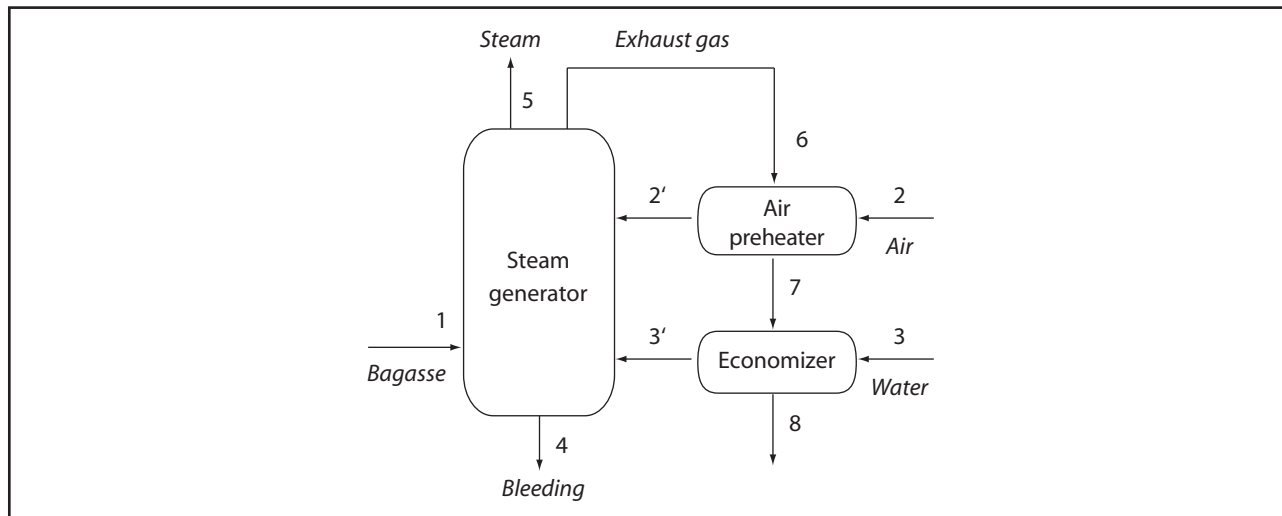 Steam
Exhaust gas
5
6
2‘
2
Air
preheater
Air
Steam
generator
7
1
3‘
3
Economizer
Bagasse
Water
8
4
Bleeding